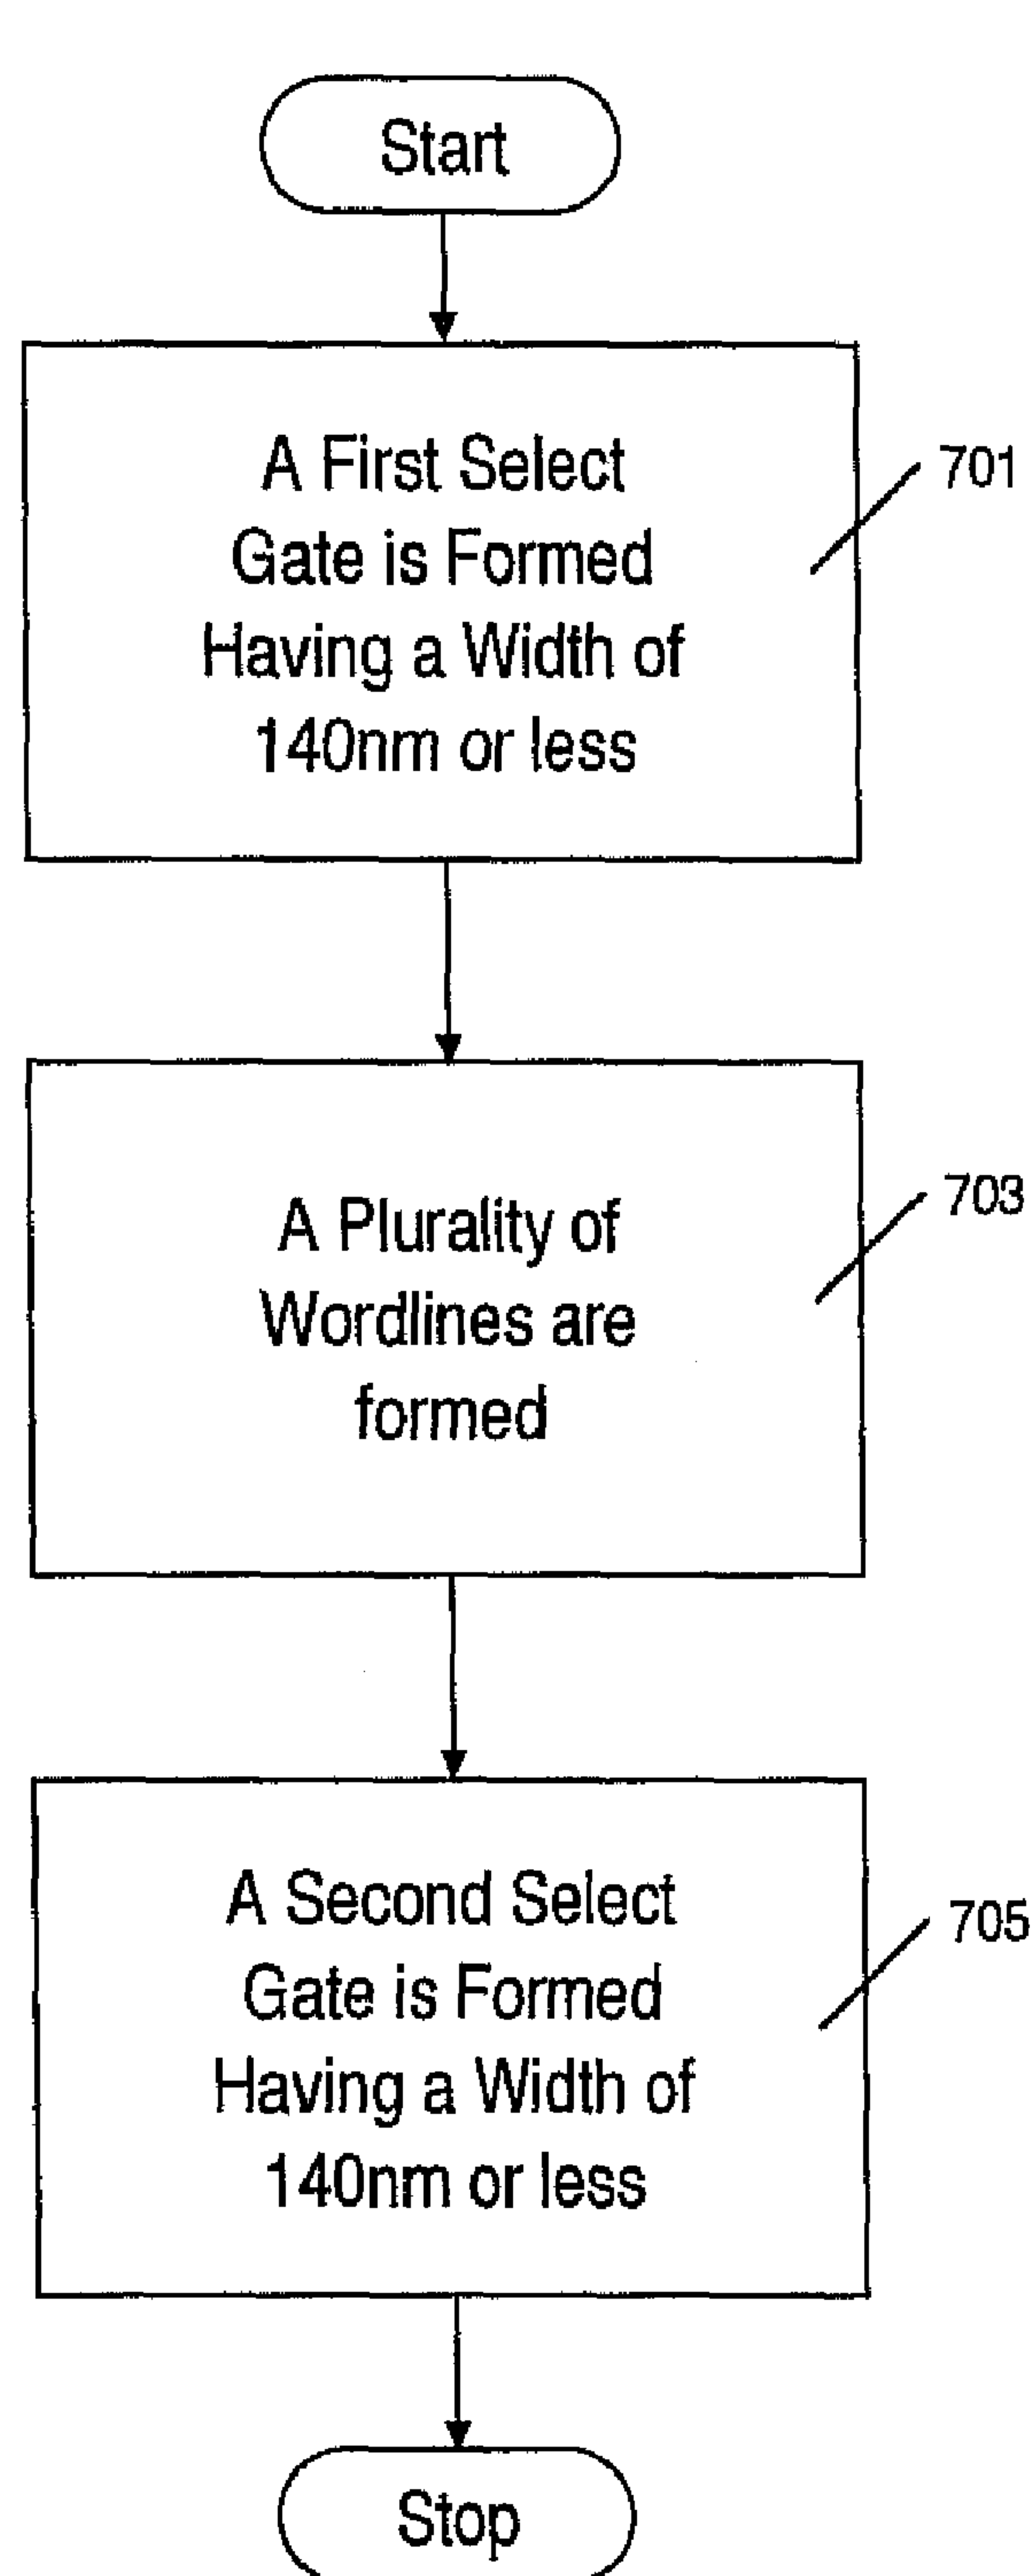 Start
A First Select
Gate is Formed
Having a Width of
140nm or less
701
A Plurality of
Wordlines are
formed
703
A Second Select
Gate is Formed
Having a Width of
140nm or less
705
Stop